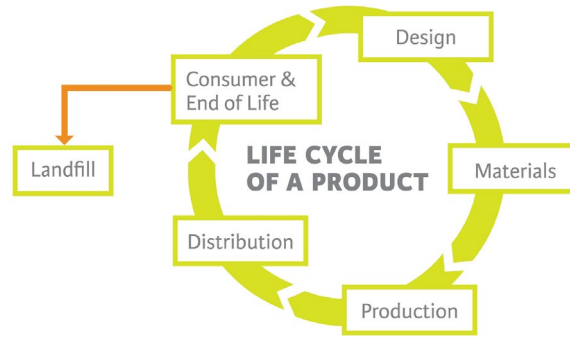 Design
Consumer &
End of Life
LIFE CYCLE
OF A PRODUCT
Landfill
Materials
Distribution
Production